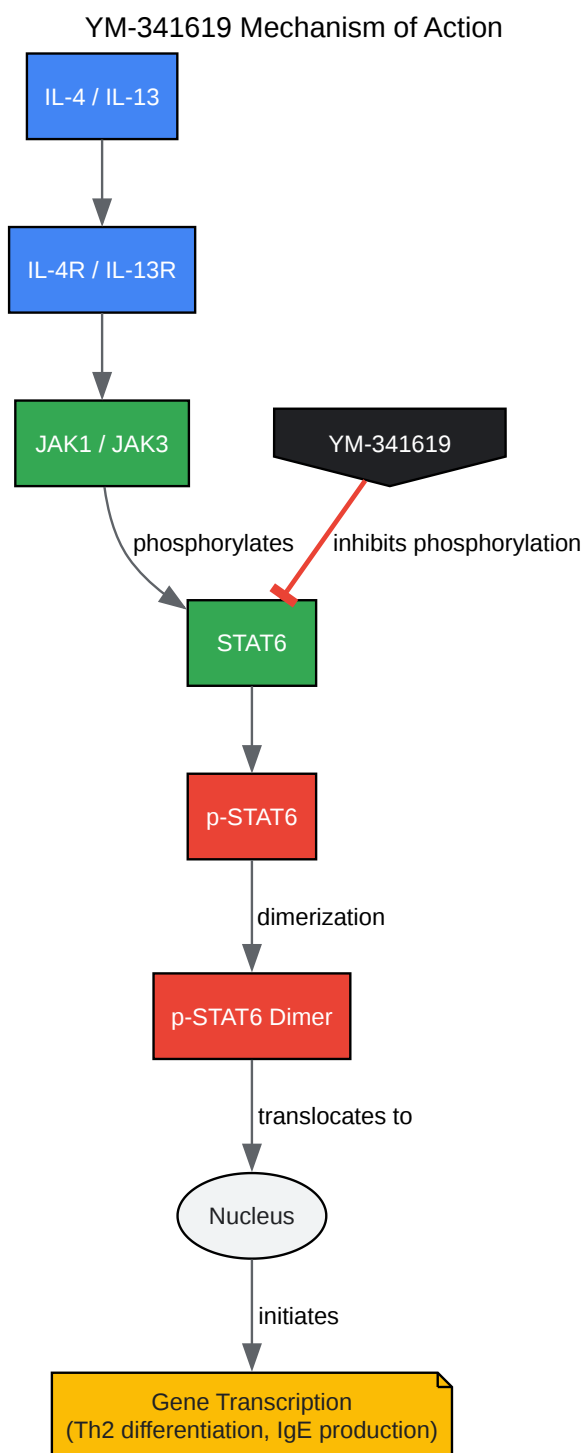 YM-341619 Mechanism of Action
IL-4 / IL-13
IL-4R / IL-13R
JAK1 / JAK3
YM-341619
phosphorylates
inhibits phosphorylation
STAT6
p-STAT6
dimerization
p-STAT6 Dimer
translocates to
Nucleus
initiates
Gene Transcription
(Th2 differentiation, IgE production)